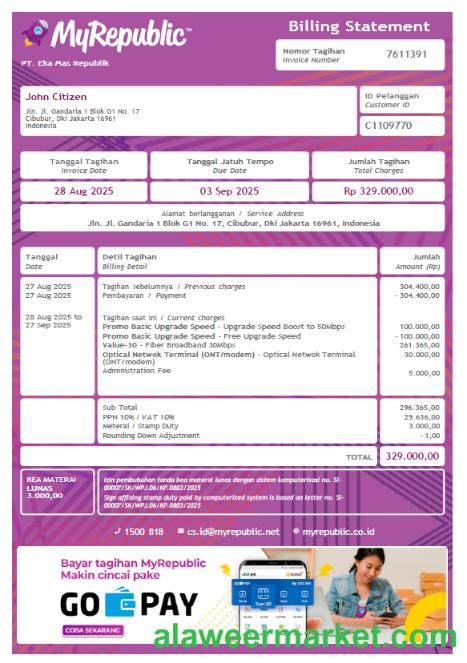 MyRepublic™
PT. Eka Mas Republik
Billing Statement
Nomor Tagihan
Invoice Number
7611391
John Citizen
Jln. Jl. Gandaria 1 Blok G1 No. 17
Cibubur, Dki Jakarta 16961
Indonesia
ID Pelanggan
Customer ID
C1109770
Tanggal Tagihan
Invoice Date
Tanggal Jatuh Tempo
Due Date
Jumlah Tagihan
Total Charges
28 Aug 2025
03 Sep 2025
Rp 329.000,00
Alamat berlangganan / Service Address
Jln. Jl. Gandaria 1 Blok G1 No. 17, Cibubur, Dki Jakarta 16961, Indonesia
Tanggal
Date
Detil Tagihan
Billing Detail
Jumlah
Amount (Rp)
27 Aug 2025 Tagihan sebelumnya / Previous charges 304.400,00
27 Aug 2025 Pembayaran / Payment - 304.400,00
28 Aug 2025 to Tagihan saat ini / Current charges
27 Sep 2025 Promo Basic Upgrade Speed - Upgrade Speed Boost to 50Mbps 100.000,00
Promo Basic Upgrade Speed - Free Upgrade Speed - 100.000,00
Value-30 - Fiber Broadband 30Mbps 261.365,00
Optical Netwok Terminal (ONT/modem) - Optical Netwok Terminal 30.000,00
(ONT/modem)
Administration Fee 5.000,00
Sub Total 296.365,00
PPN 10% / VAT 10% 29.636,00
Meterai / Stamp Duty 3.000,00
Rounding Down Adjustment - 1,00
TOTAL 329.000,00
BEA MATERAI
LUNAS
3.000,00
Izin pembubuhan tanda bea materai lunas dengan sistem komputerisasi no. SI-
00007/SK/WPJ.06/KP.0803/2025
Sign affixing stamp duty paid by computerized system is based on letter no. SI-
00007/SK/WPJ.06/KP.0803/2025
1500 818 cs.id@myrepublic.net myrepublic.co.id
Bayar tagihan MyRepublic
Makin cincai pake
GO PAY
COBA SEKARANG
Scan QR
alaweermarket.com